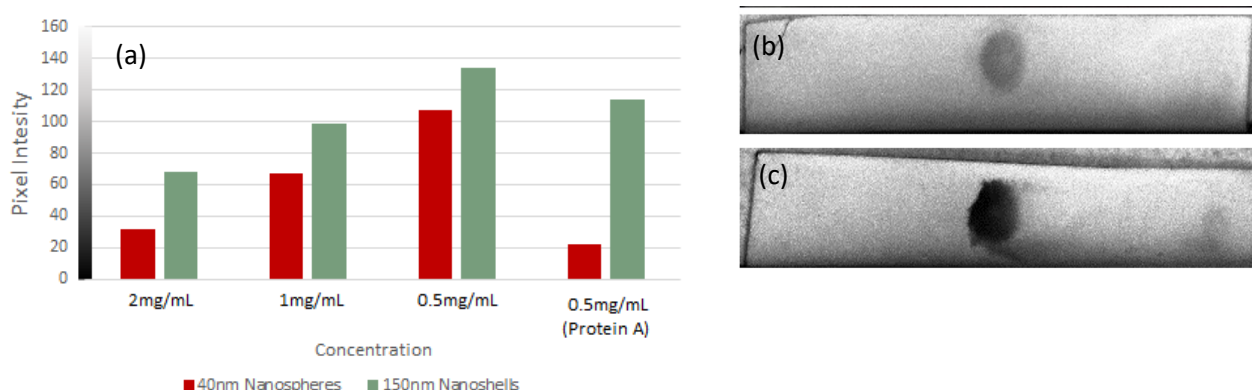 (a)
Pixel Intesity
160
140
120
100
80
60
40
20
0
2mg/mL 1mg/mL 0.5mg/mL 0.5mg/mL
(Protein A)
Concentration
40nm Nanospheres 150nm Nanoshells
(b)
(c)